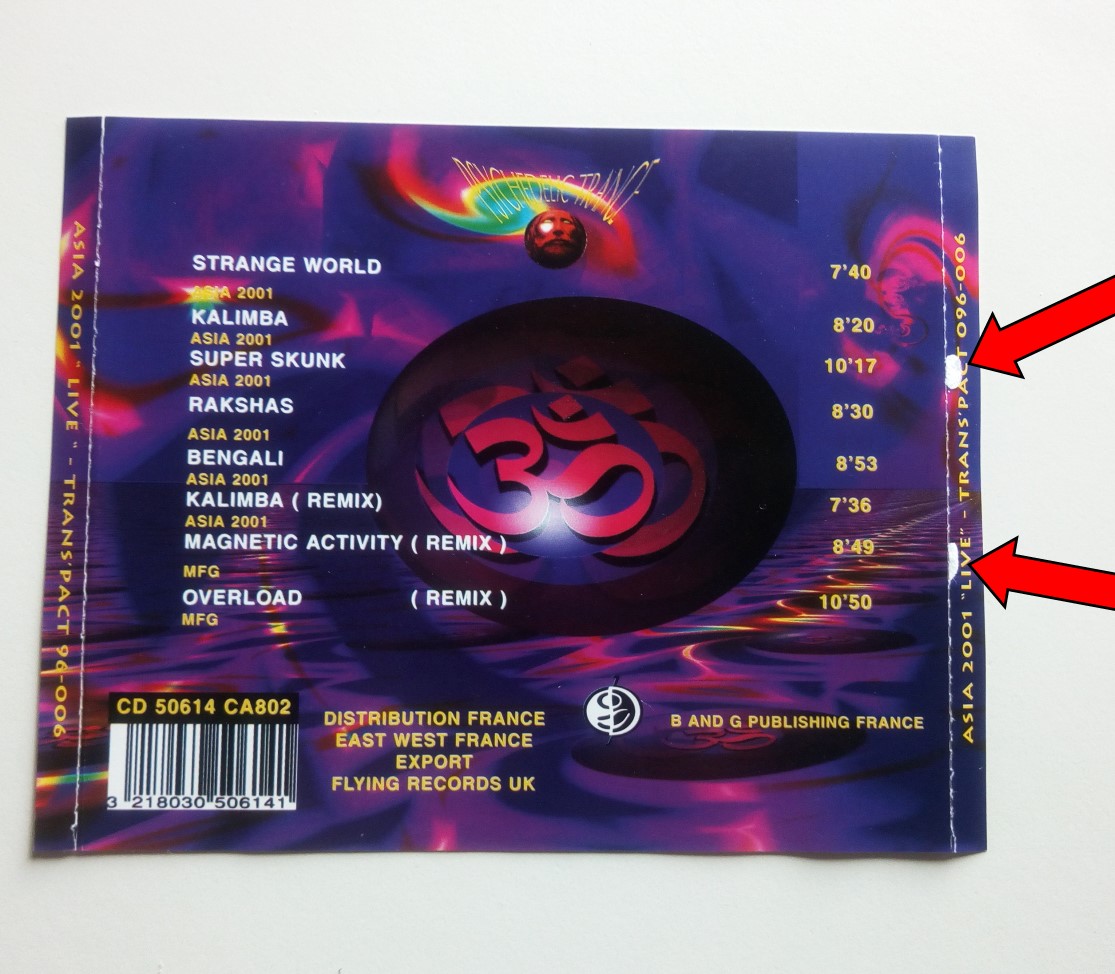 PSYCHEDELIC TRANCE
STRANGE WORLD 7'40
ASIA 2001
KALIMBA 8'20
ASIA 2001
SUPER SKUNK 10'17
ASIA 2001
RAKSHAS 8'30
ASIA 2001
BENGALI 8'53
ASIA 2001
KALIMBA ( REMIX) 7'36
ASIA 2001
MAGNETIC ACTIVITY ( REMIX ) 8'49
MFG
OVERLOAD ( REMIX ) 10'50
MFG
CD 50614 CA802
3 218030 506141
DISTRIBUTION FRANCE
EAST WEST FRANCE
EXPORT
FLYING RECORDS UK
B AND G PUBLISHING FRANCE
ASIA 2001 " LIVE " - TRANS'PACT 96-006
ASIA 2001 "LIVE" - TRANS'PACT 096-006
ॐ